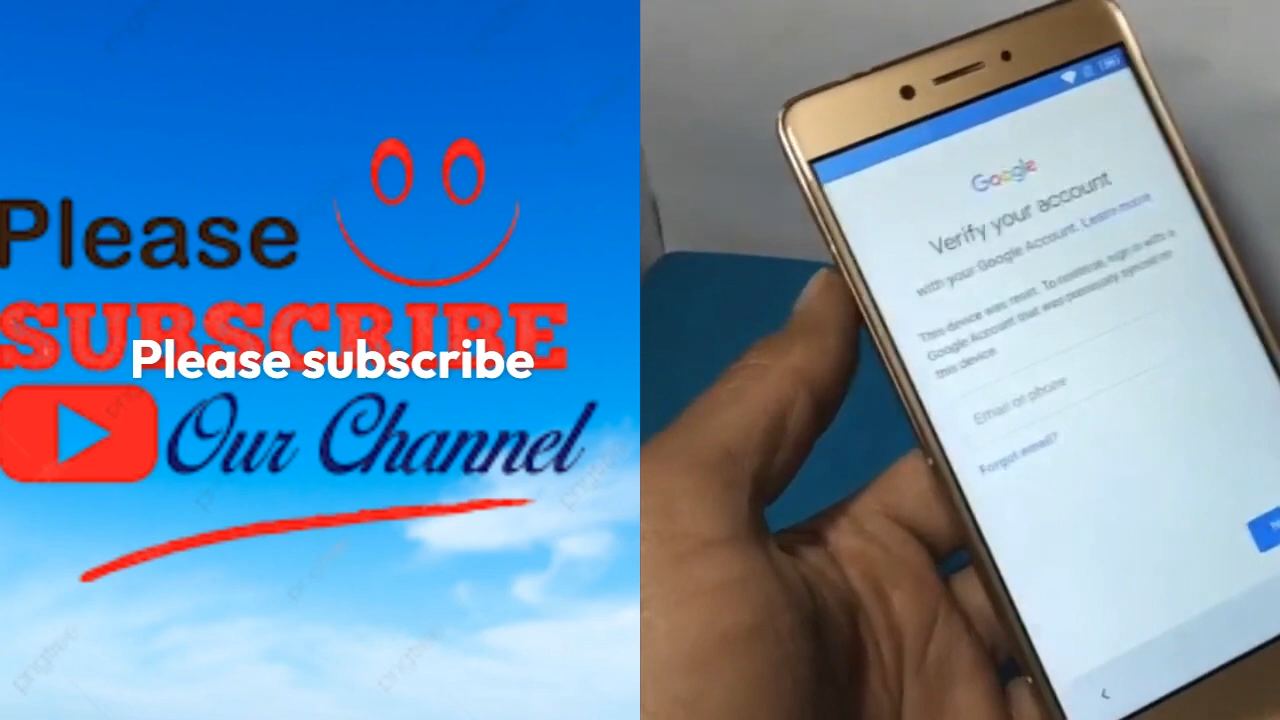 Please
SUBSCRIBE
Please subscribe
Our Channel
Google
Verify your account
with your Google Account. Learn more
This device was reset. To continue, sign in with a
Google Account that was previously synced on
this device.
Email or phone
Forgot email?